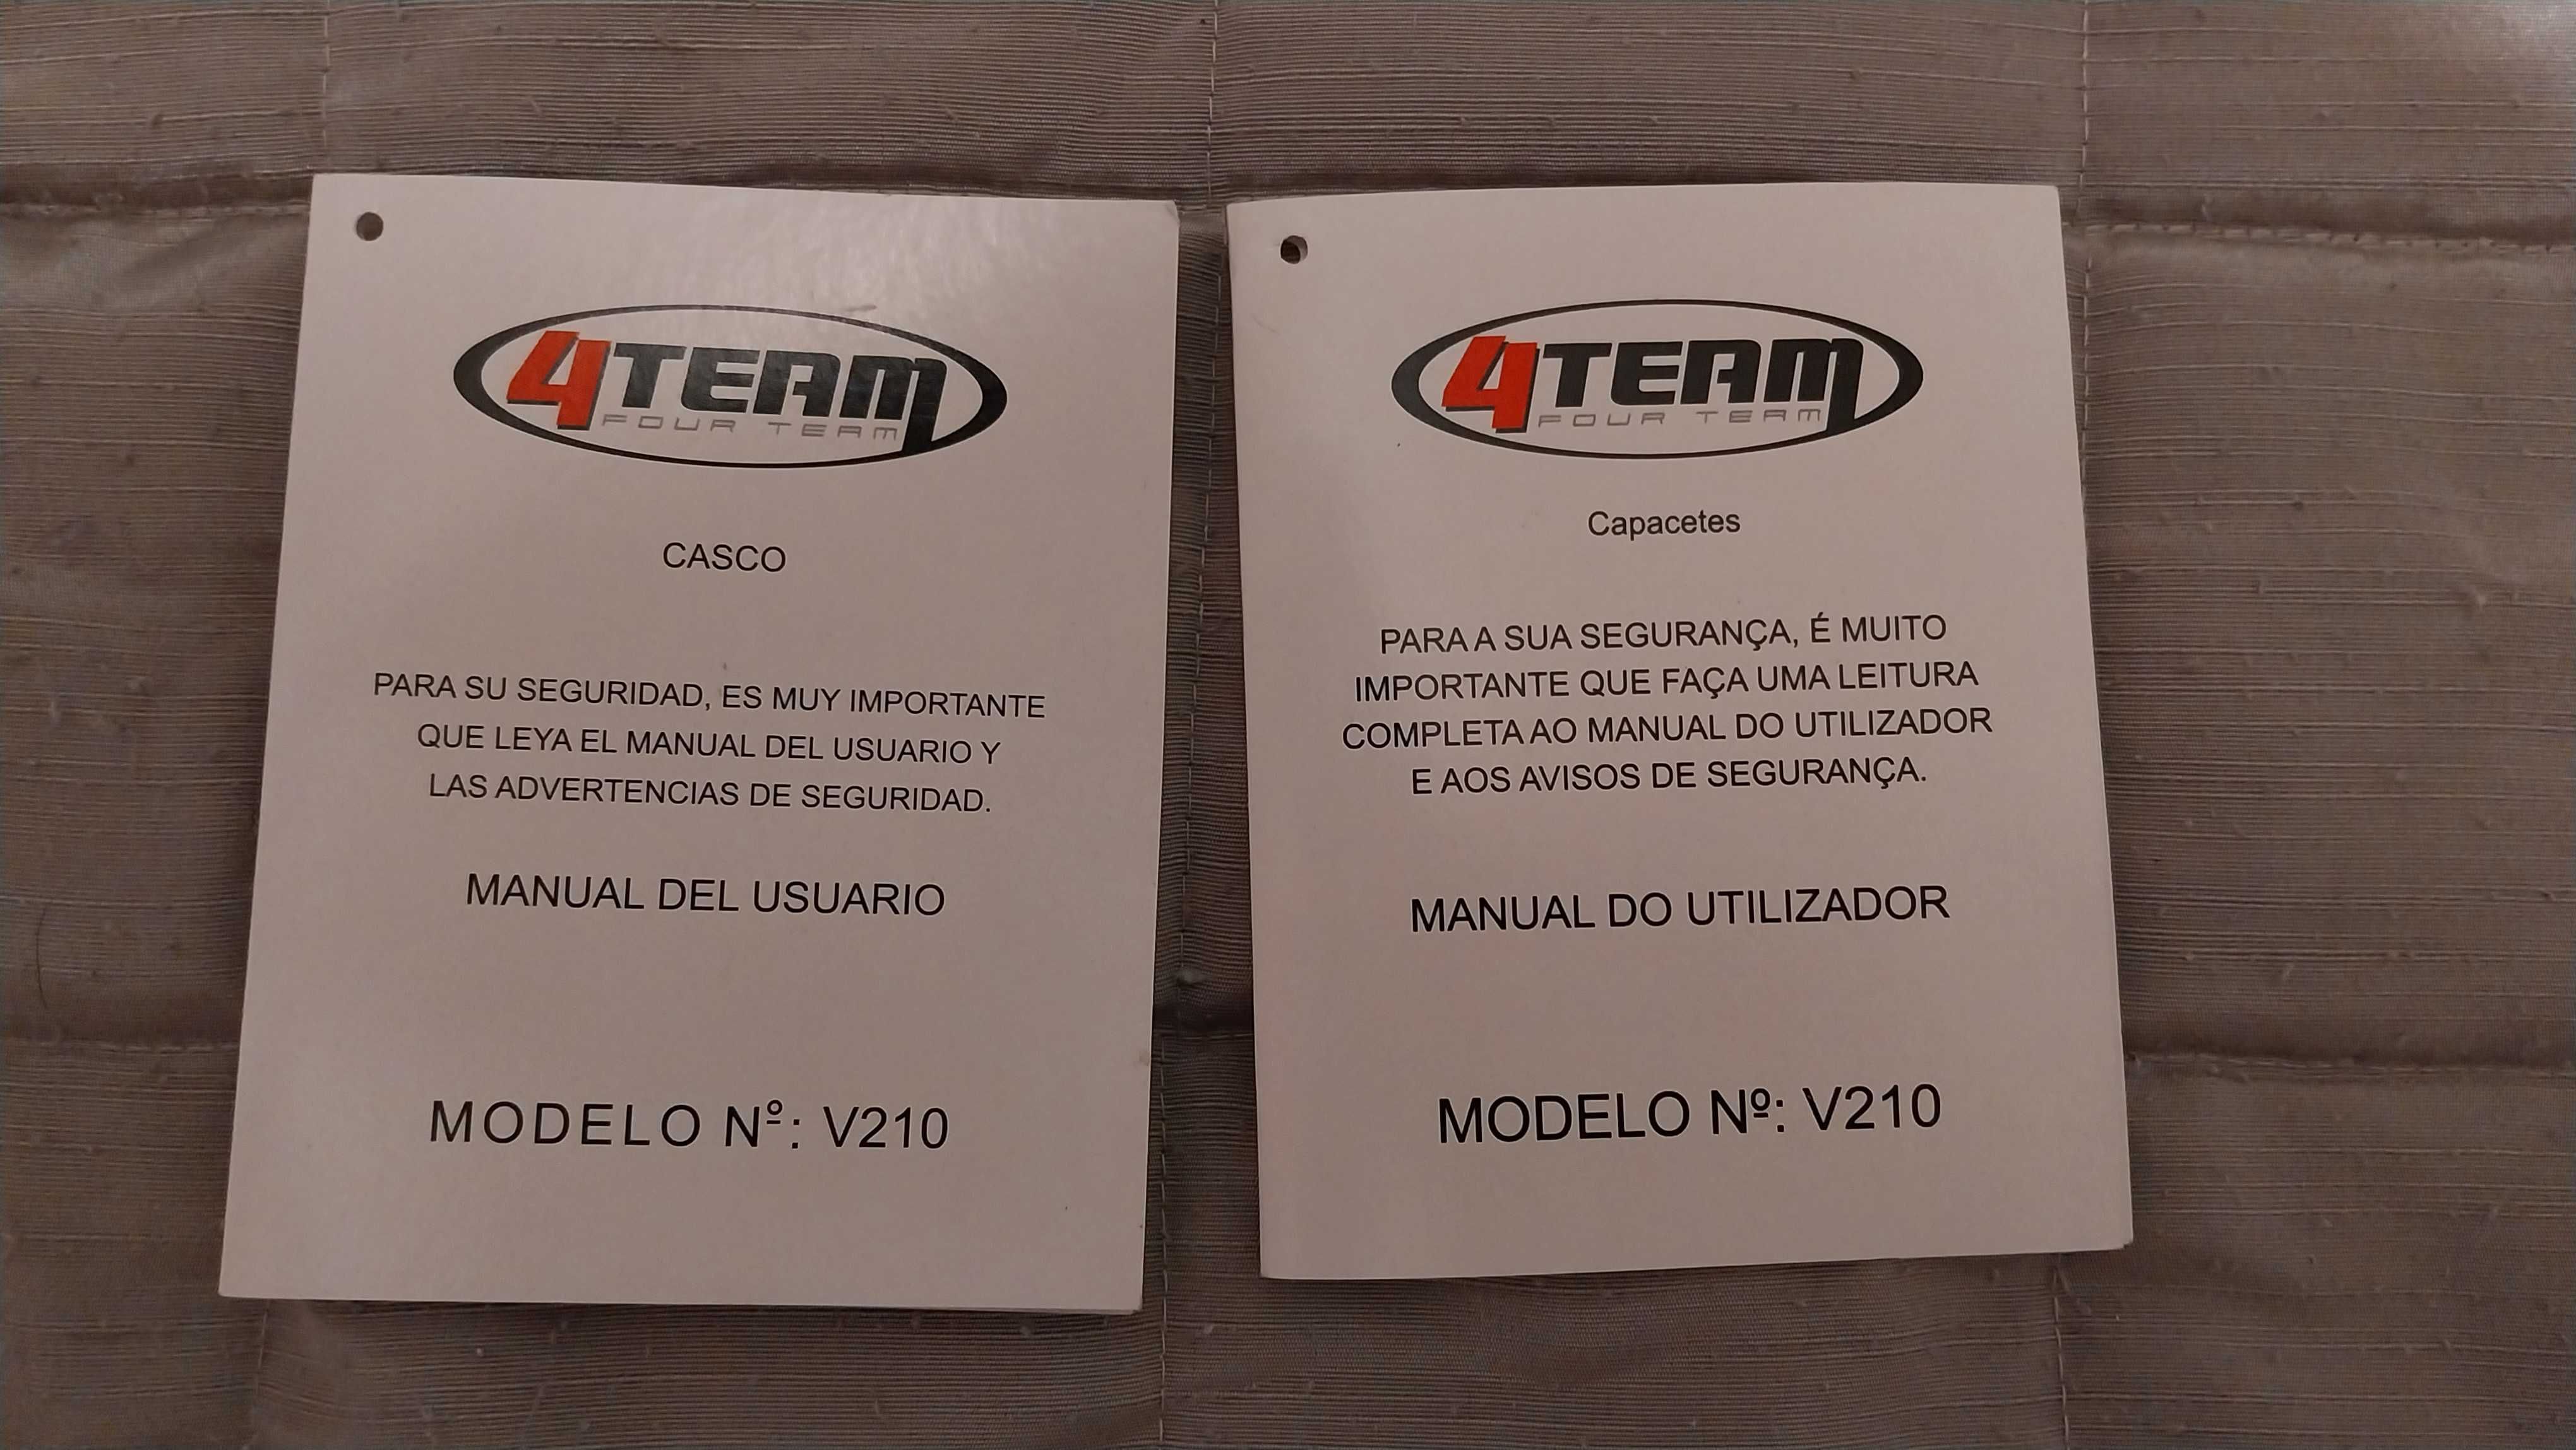 4TEAM
FOUR TEAM
CASCO
PARA SU SEGURIDAD, ES MUY IMPORTANTE
QUE LEYA EL MANUAL DEL USUARIO Y
LAS ADVERTENCIAS DE SEGURIDAD.
MANUAL DEL USUARIO
MODELO Nº: V210
4TEAM
FOUR TEAM
Capacetes
PARA A SUA SEGURANÇA, É MUITO
IMPORTANTE QUE FAÇA UMA LEITURA
COMPLETA AO MANUAL DO UTILIZADOR
E AOS AVISOS DE SEGURANÇA.
MANUAL DO UTILIZADOR
MODELO Nº: V210